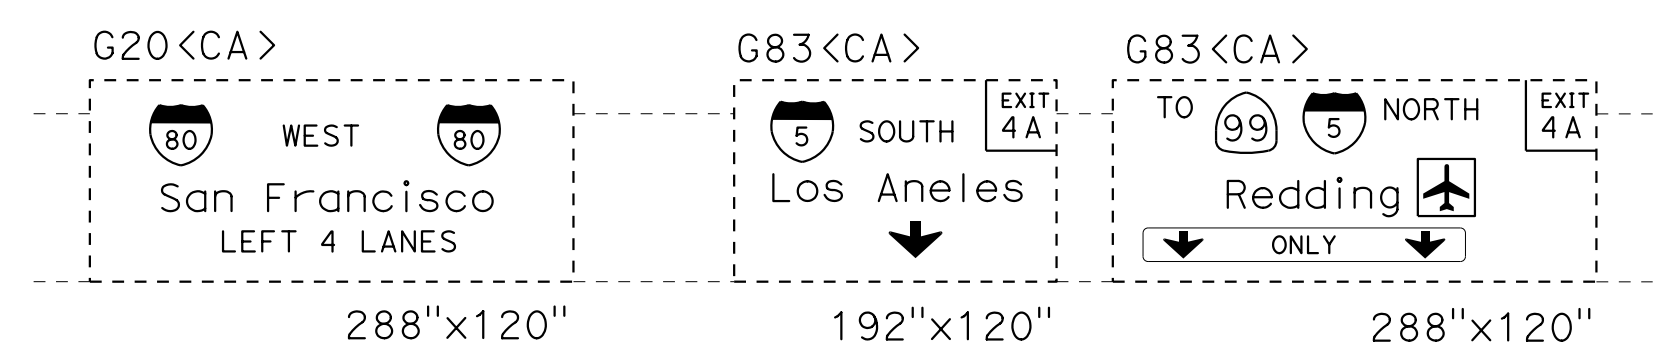 G20<CA>
80 WEST 80
San Francisco
LEFT 4 LANES
288"x120"
G83<CA>
EXIT
4A
5 SOUTH
Los Aneles
192"x120"
G83<CA>
TO 99 5 NORTH
EXIT
4A
Redding
ONLY
288"x120"